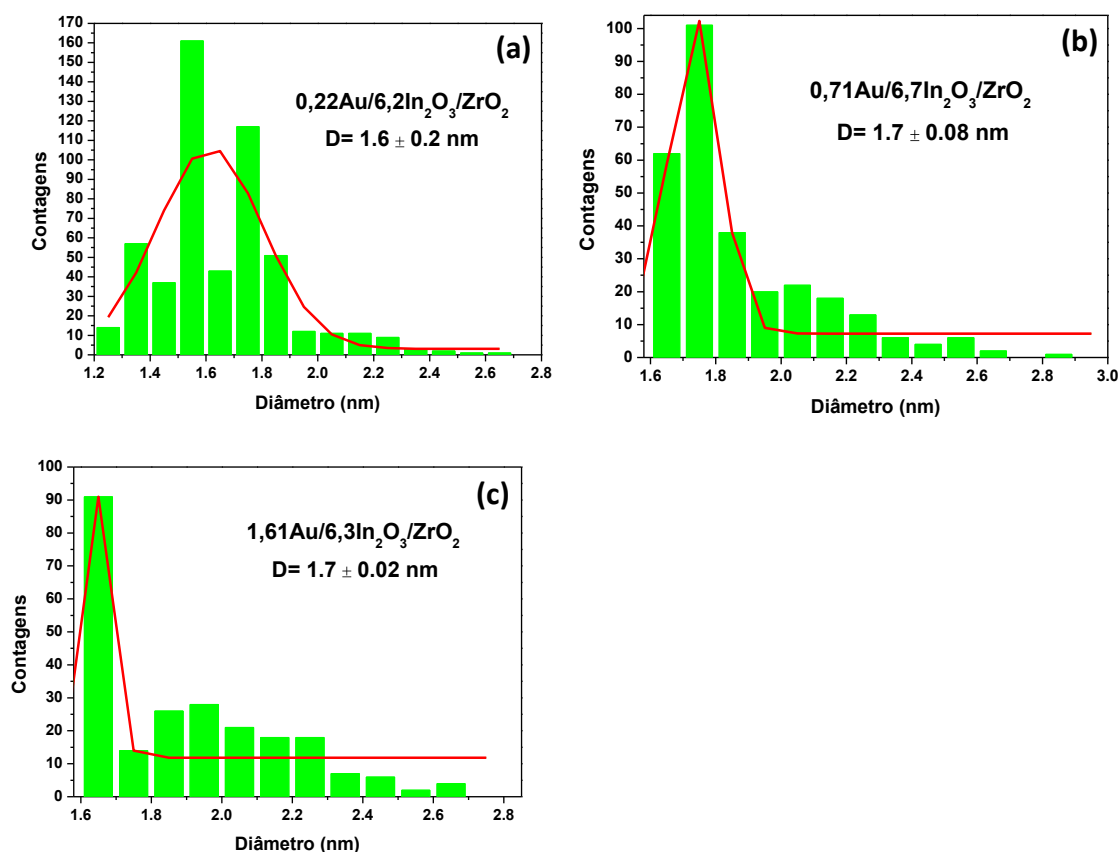 (a)
0,22Au/6,2In₂O₃/ZrO₂
D= 1.6 ± 0.2 nm
Contagens
170
160
150
140
130
120
110
100
90
80
70
60
50
40
30
20
10
0
1.2 1.4 1.6 1.8 2.0 2.2 2.4 2.6 2.8
Diâmetro (nm)
(b)
0,71Au/6,7In₂O₃/ZrO₂
D= 1.7 ± 0.08 nm
Contagens
100
90
80
70
60
50
40
30
20
10
0
1.6 1.8 2.0 2.2 2.4 2.6 2.8 3.0
Diâmetro (nm)
(c)
1,61Au/6,3In₂O₃/ZrO₂
D= 1.7 ± 0.02 nm
Contagens
100
90
80
70
60
50
40
30
20
10
0
1.6 1.8 2.0 2.2 2.4 2.6 2.8
Diâmetro (nm)